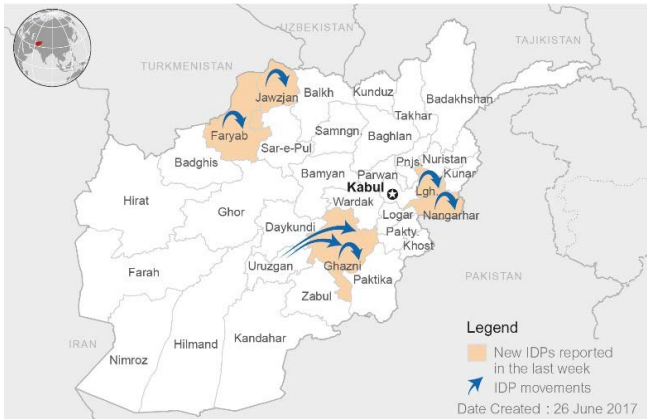 UZBEKISTAN
TAJIKISTAN
TURKMENISTAN
Jawzjan
Balkh
Kunduz
Badakhshan
Takhar
Faryab
Samngn.
Baghlan
Sar-e-Pul
Badghis
Pnjs.
Nuristan
Kunar
Bamyan
Parwan
Kabul
Lgh.
Hirat
Wardak
Nangarhar
Ghor
Logar
Daykundi
Pakty.
Khost
Uruzgan
Ghazni
Farah
Paktika
PAKISTAN
Zabul
IRAN
Nimroz
Hilmand
Kandahar
Legend
New IDPs reported
in the last week
IDP movements
Date Created : 26 June 2017